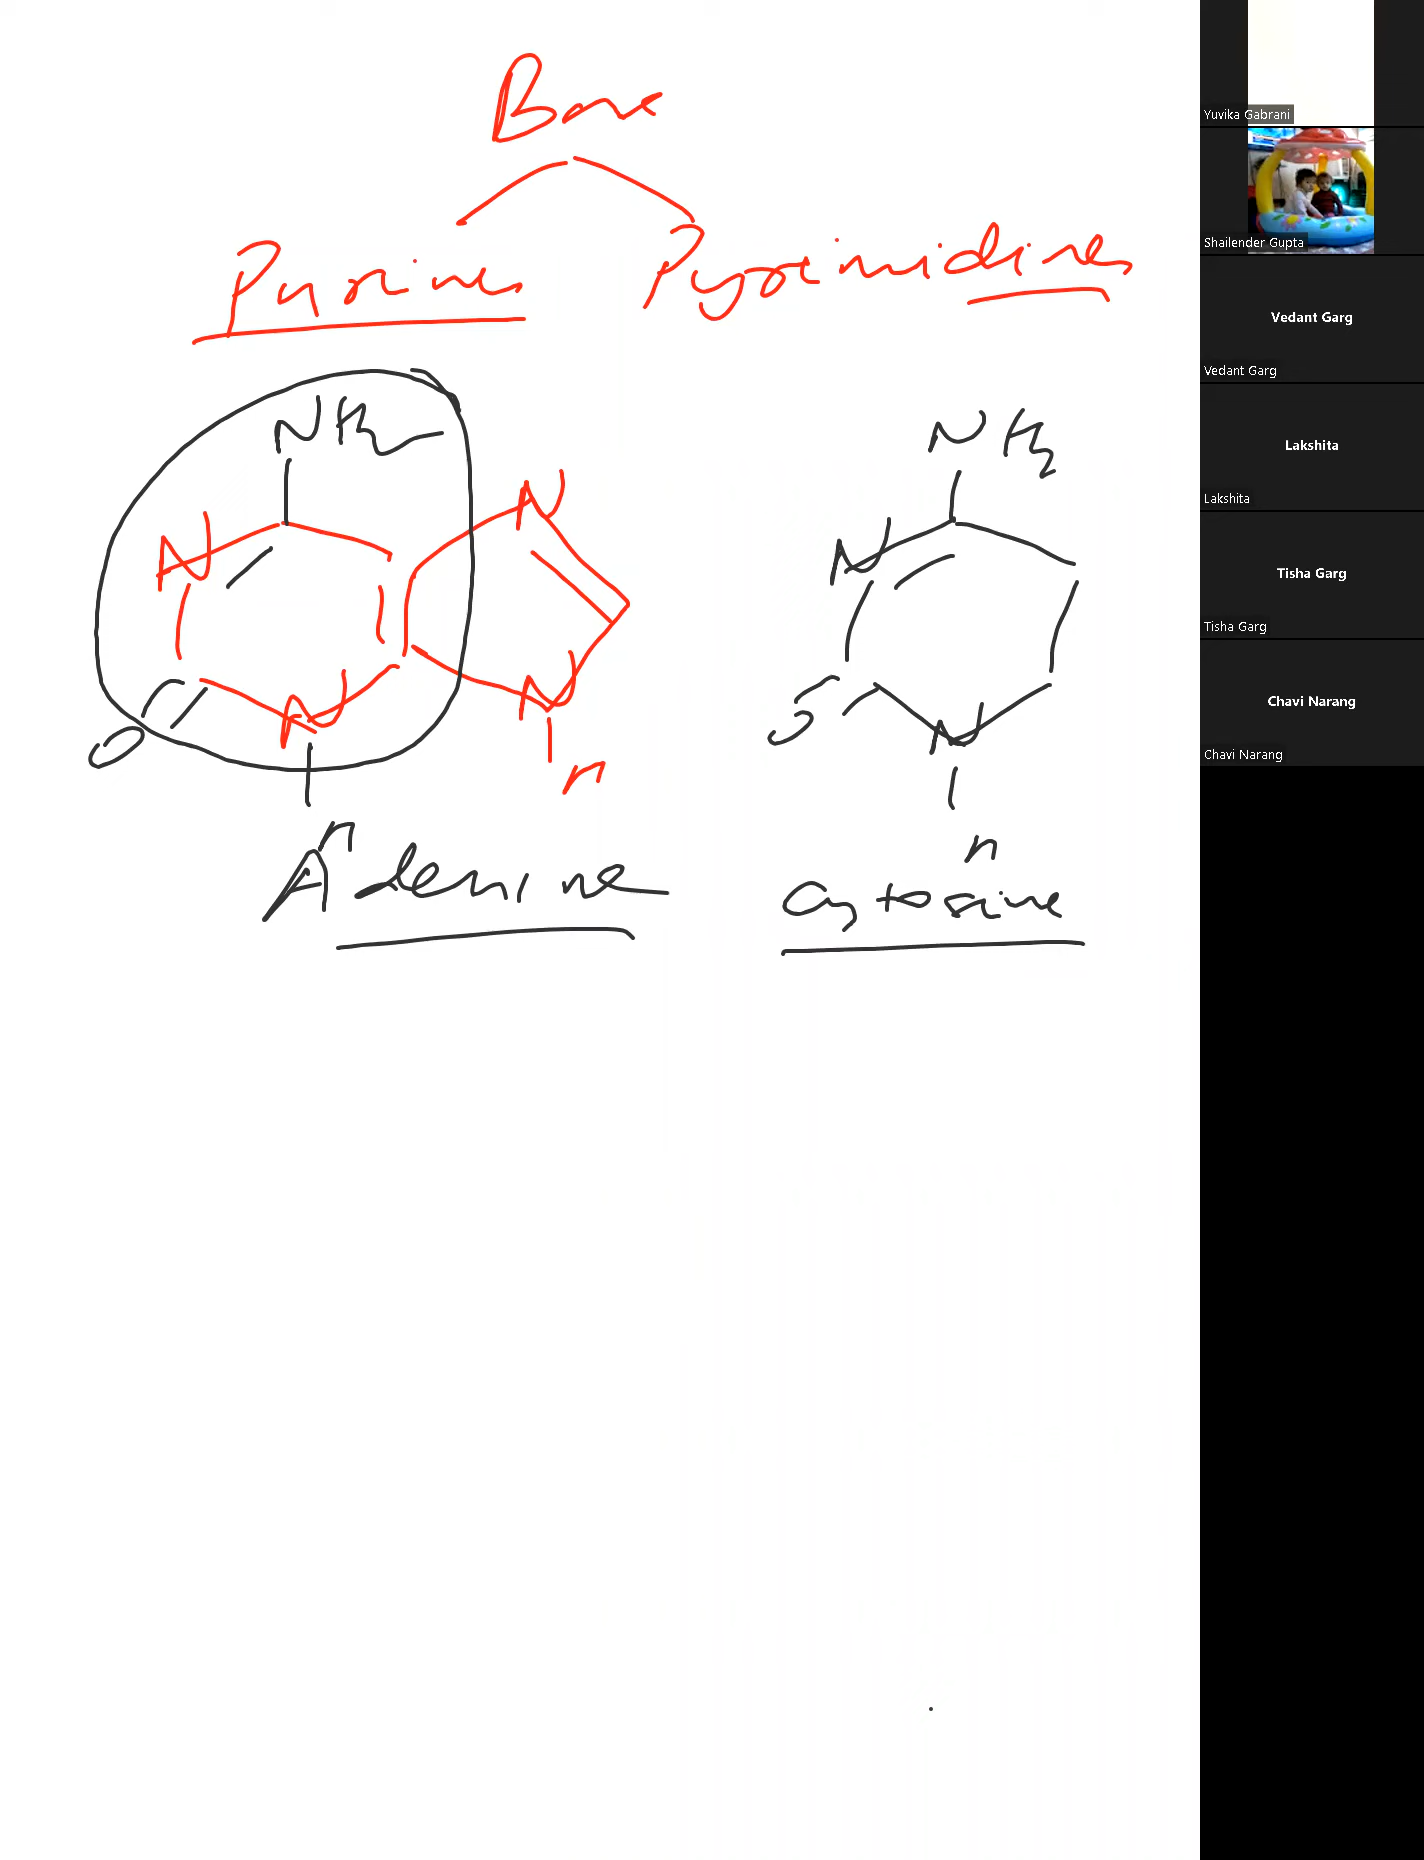 Base
Purines Pyrimidines
NH2
N
N
N
N
O
n
n
Adenine
NH2
N
O
N
n
Cytosine
Yuvika Gabrani
Shailender Gupta
Vedant Garg
Vedant Garg
Lakshita
Lakshita
Tisha Garg
Tisha Garg
Chavi Narang
Chavi Narang